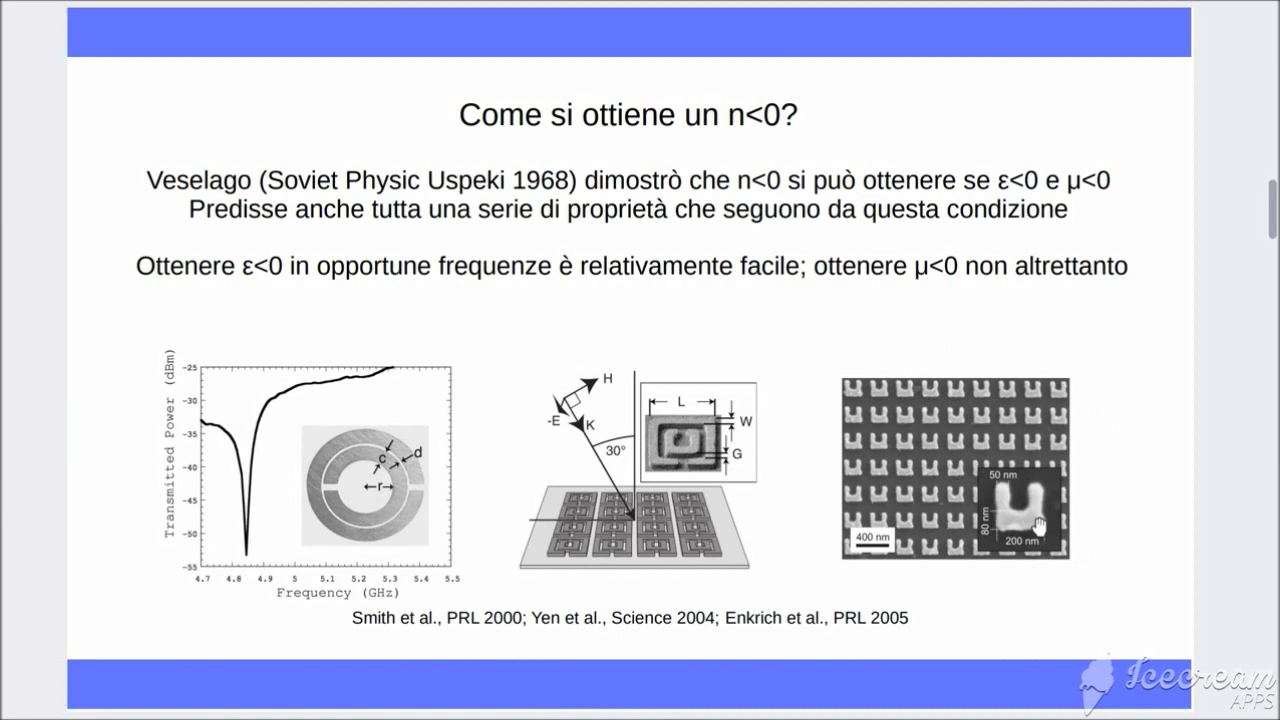 Come si ottiene un n<0?
Veselago (Soviet Physic Uspeki 1968) dimostrò che n<0 si può ottenere se ε<0 e μ<0
Predisse anche tutta una serie di proprietà che seguono da questa condizione
Ottenere ε<0 in opportune frequenze è relativamente facile; ottenere μ<0 non altrettanto
Transmitted Power (dBm)
-25
-30
-35
-40
-45
-50
-55
c
d
r
4.7 4.8 4.9 5 5.1 5.2 5.3 5.4 5.5
Frequency (GHz)
H
-E
K
30°
L
W
G
400 nm
50 nm
80 nm
200 nm
Smith et al., PRL 2000; Yen et al., Science 2004; Enkrich et al., PRL 2005
Icecream
APPS